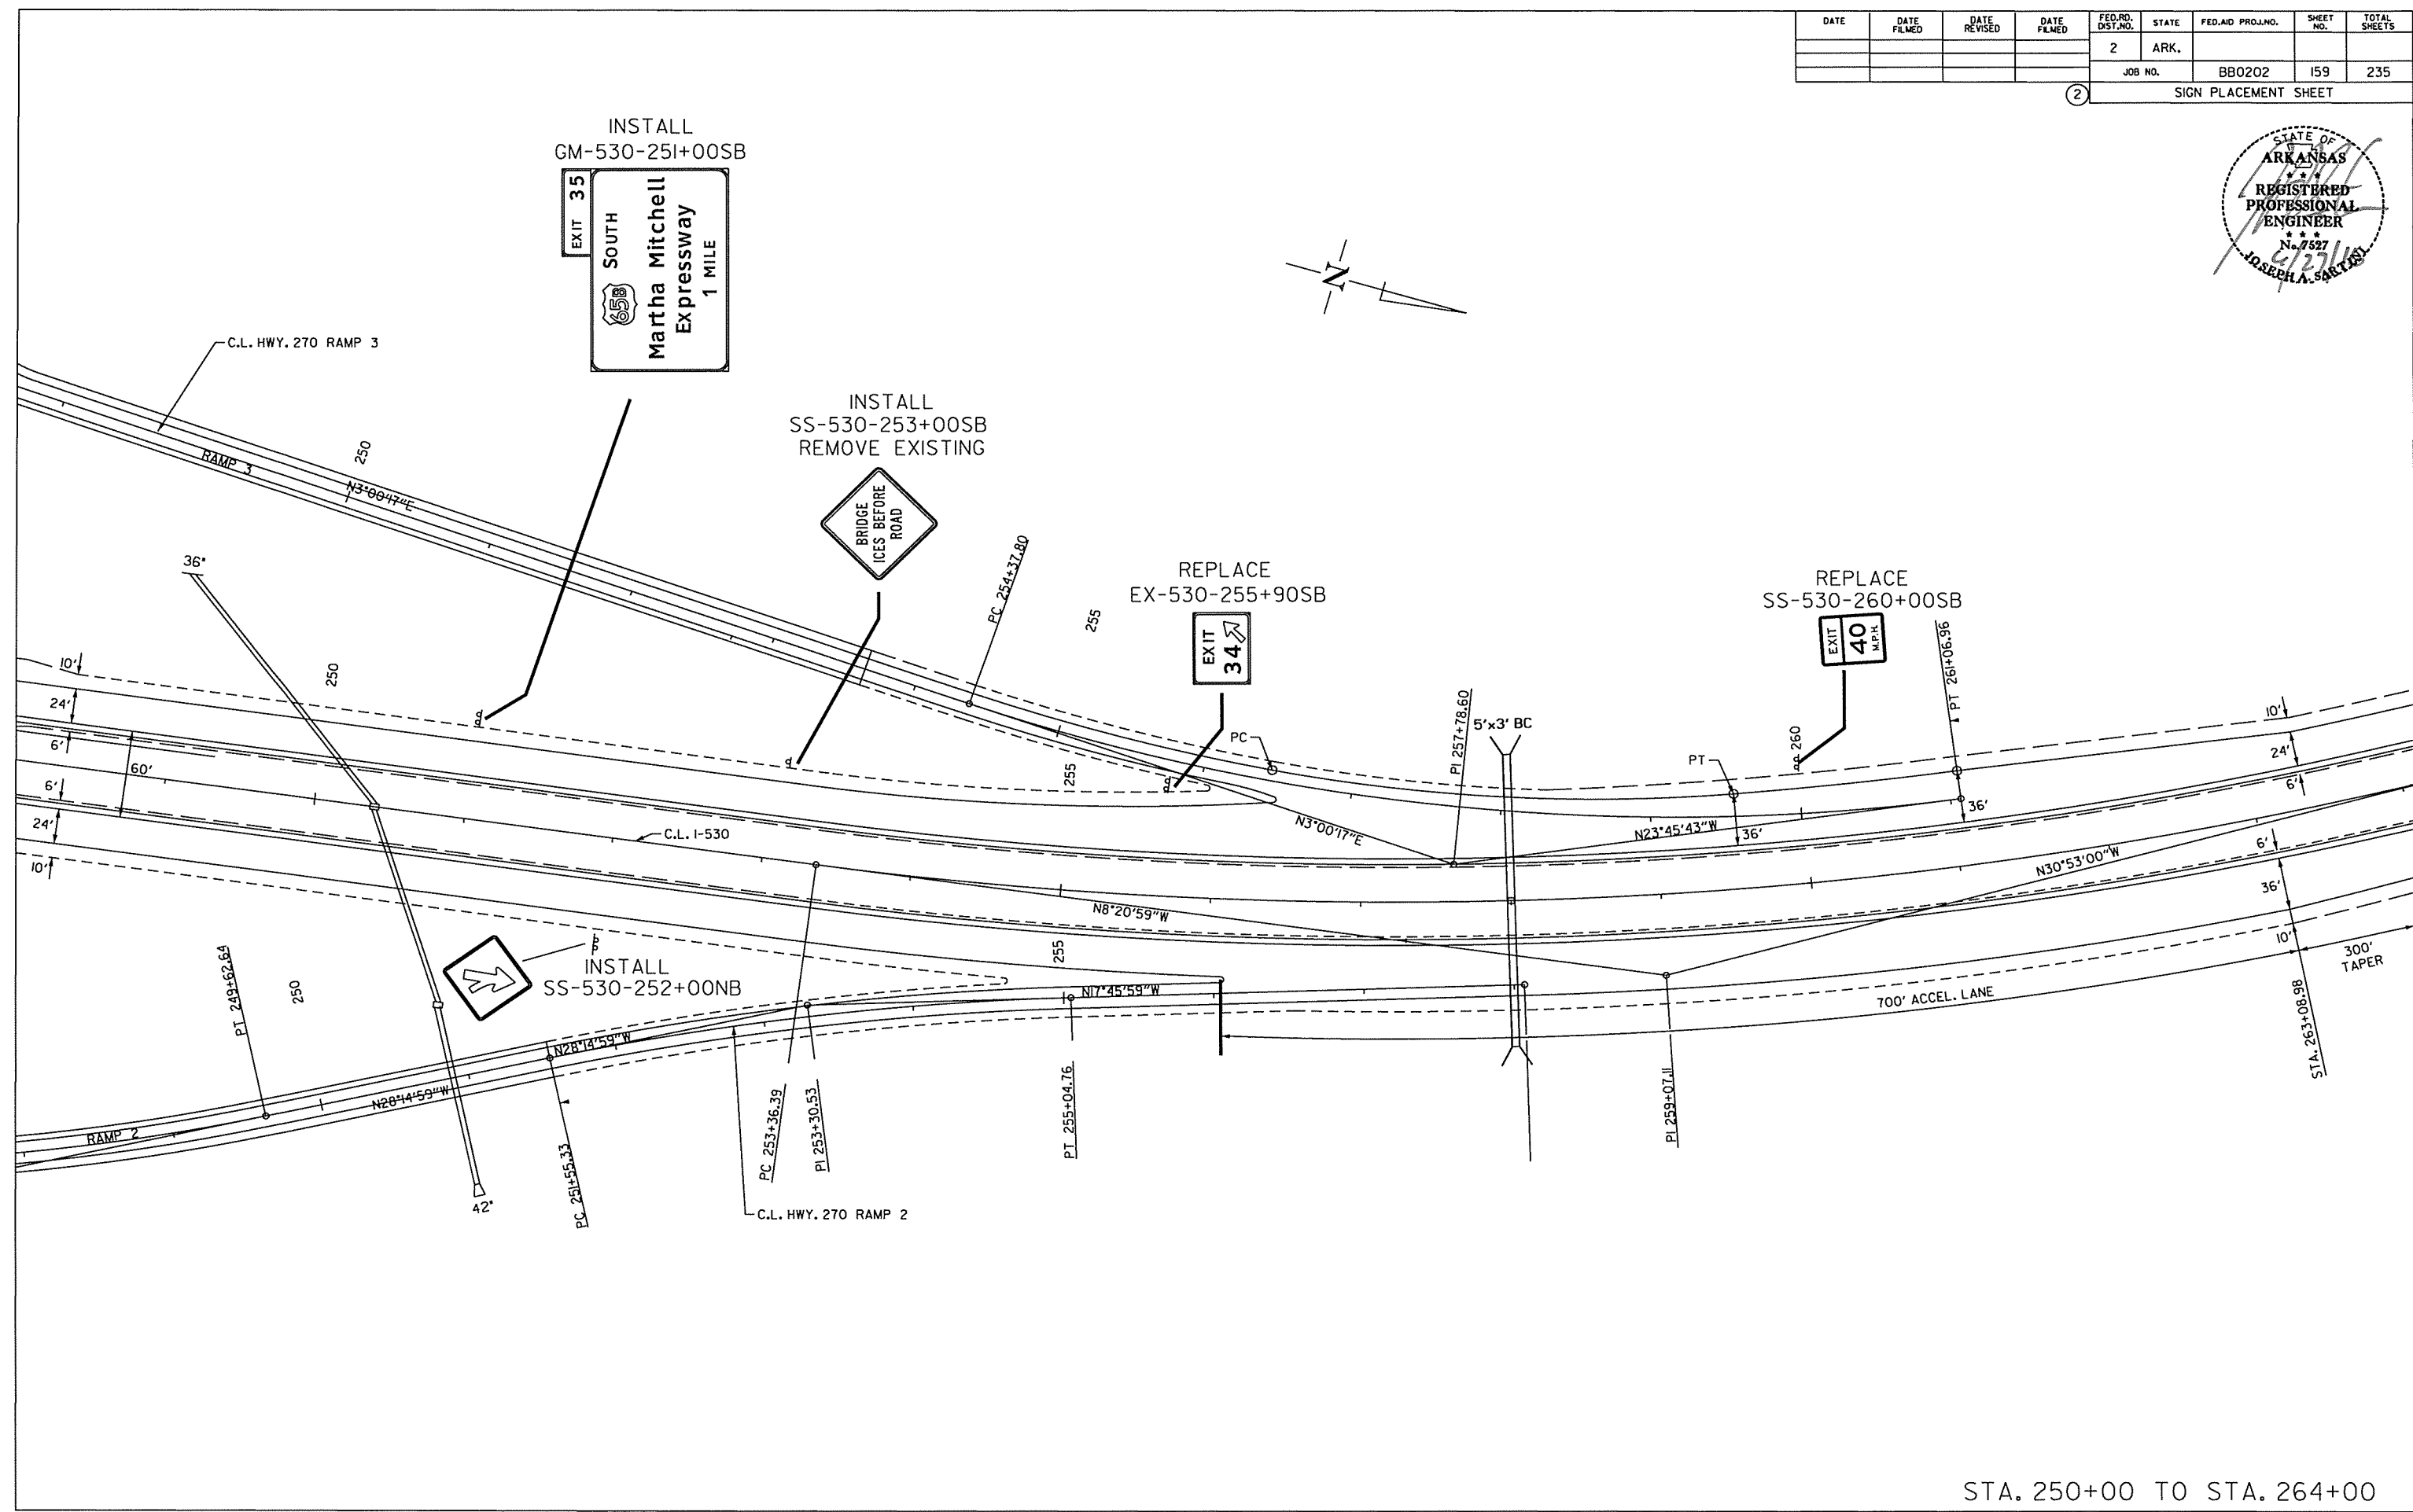 DATE
DATE FILMED
DATE REVISED
DATE FILMED
FED.RD. DIST.NO.
STATE
FED.AID PROJ.NO.
SHEET NO.
TOTAL SHEETS
2
ARK.
JOB NO.
BB0202
159
235
2
SIGN PLACEMENT SHEET
STATE OF
ARKANSAS
★ ★ ★
REGISTERED
PROFESSIONAL
ENGINEER
★ ★ ★
No. 7527
JOSEPH A. SARTINI
INSTALL
GM-530-251+00SB
EXIT 35
65B SOUTH
Martha Mitchell
Expressway
1 MILE
N
C.L. HWY. 270 RAMP 3
INSTALL
SS-530-253+00SB
REMOVE EXISTING
BRIDGE
ICES BEFORE
ROAD
RAMP 3
250
N3°00'17"E
36"
PC 254+37.80
255
REPLACE
EX-530-255+90SB
EXIT
34
REPLACE
SS-530-260+00SB
EXIT
40
M.P.H.
PT 261+06.96
10'
24'
6'
60'
6'
24'
10'
250
C.L. I-530
255
PC
PI 257+78.60
5'x3' BC
PT
260
10'
24'
6'
36'
36'
N3°00'17"E
N23°45'43"W
N8°20'59"W
N30°53'00"W
6'
36'
10'
300'
TAPER
700' ACCEL. LANE
STA. 263+08.98
PT 249+62.64
250
INSTALL
SS-530-252+00NB
255
N17°45'59"W
N28°14'59"W
N28°14'59"W
RAMP 2
42"
PC 251+55.33
PC 253+36.39
PI 253+30.53
PT 255+04.76
PI 259+07.11
C.L. HWY. 270 RAMP 2
STA. 250+00 TO STA. 264+00